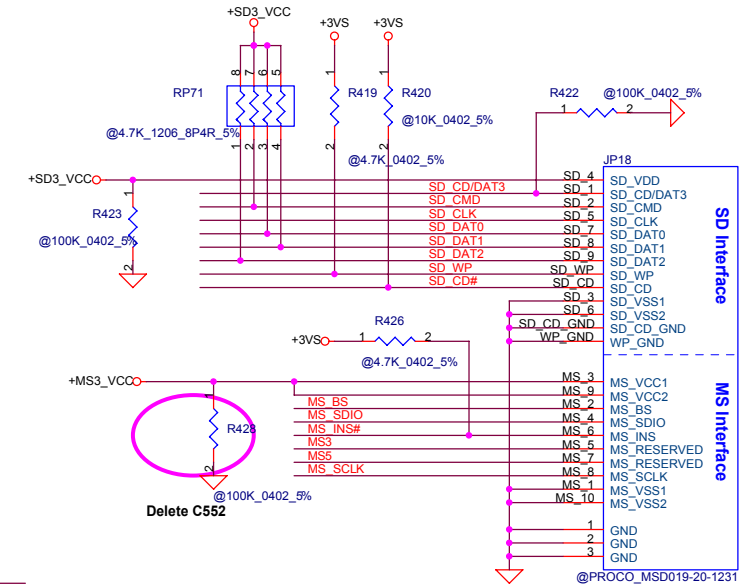 +SD3_VCC
+3VS
+3VS
8
7
6
5
RP71
@4.7K_1206_8P4R_5%
1
2
3
4
1
R419
2
@4.7K_0402_5%
1
R420
@10K_0402_5%
2
R422
@100K_0402_5%
1
2
+SD3_VCC
1
R423
@100K_0402_5%
2
JP18
SD_CD/DAT3
SD_CMD
SD_CLK
SD_DAT0
SD_DAT1
SD_DAT2
SD_WP
SD_CD#
SD_4 SD_VDD
SD_1 SD_CD/DAT3
SD_2 SD_CMD
SD_5 SD_CLK
SD_7 SD_DAT0
SD_8 SD_DAT1
SD_9 SD_DAT2
SD_WP SD_WP
SD_CD SD_CD
SD_3 SD_VSS1
SD_6 SD_VSS2
SD_CD_GND SD_CD_GND
WP_GND WP_GND
SD Interface
R426
+3VS
1
2
@4.7K_0402_5%
+MS3_VCC
1
R428
2
@100K_0402_5%
Delete C552
MS_BS
MS_SDIO
MS_INS#
MS3
MS5
MS_SCLK
MS_3 MS_VCC1
MS_9 MS_VCC2
MS_2 MS_BS
MS_4 MS_SDIO
MS_6 MS_INS
MS_5 MS_RESERVED
MS_7 MS_RESERVED
MS_8 MS_SCLK
MS_1 MS_VSS1
MS_10 MS_VSS2
1 GND
2 GND
3 GND
MS Interface
@PROCO_MSD019-20-1231